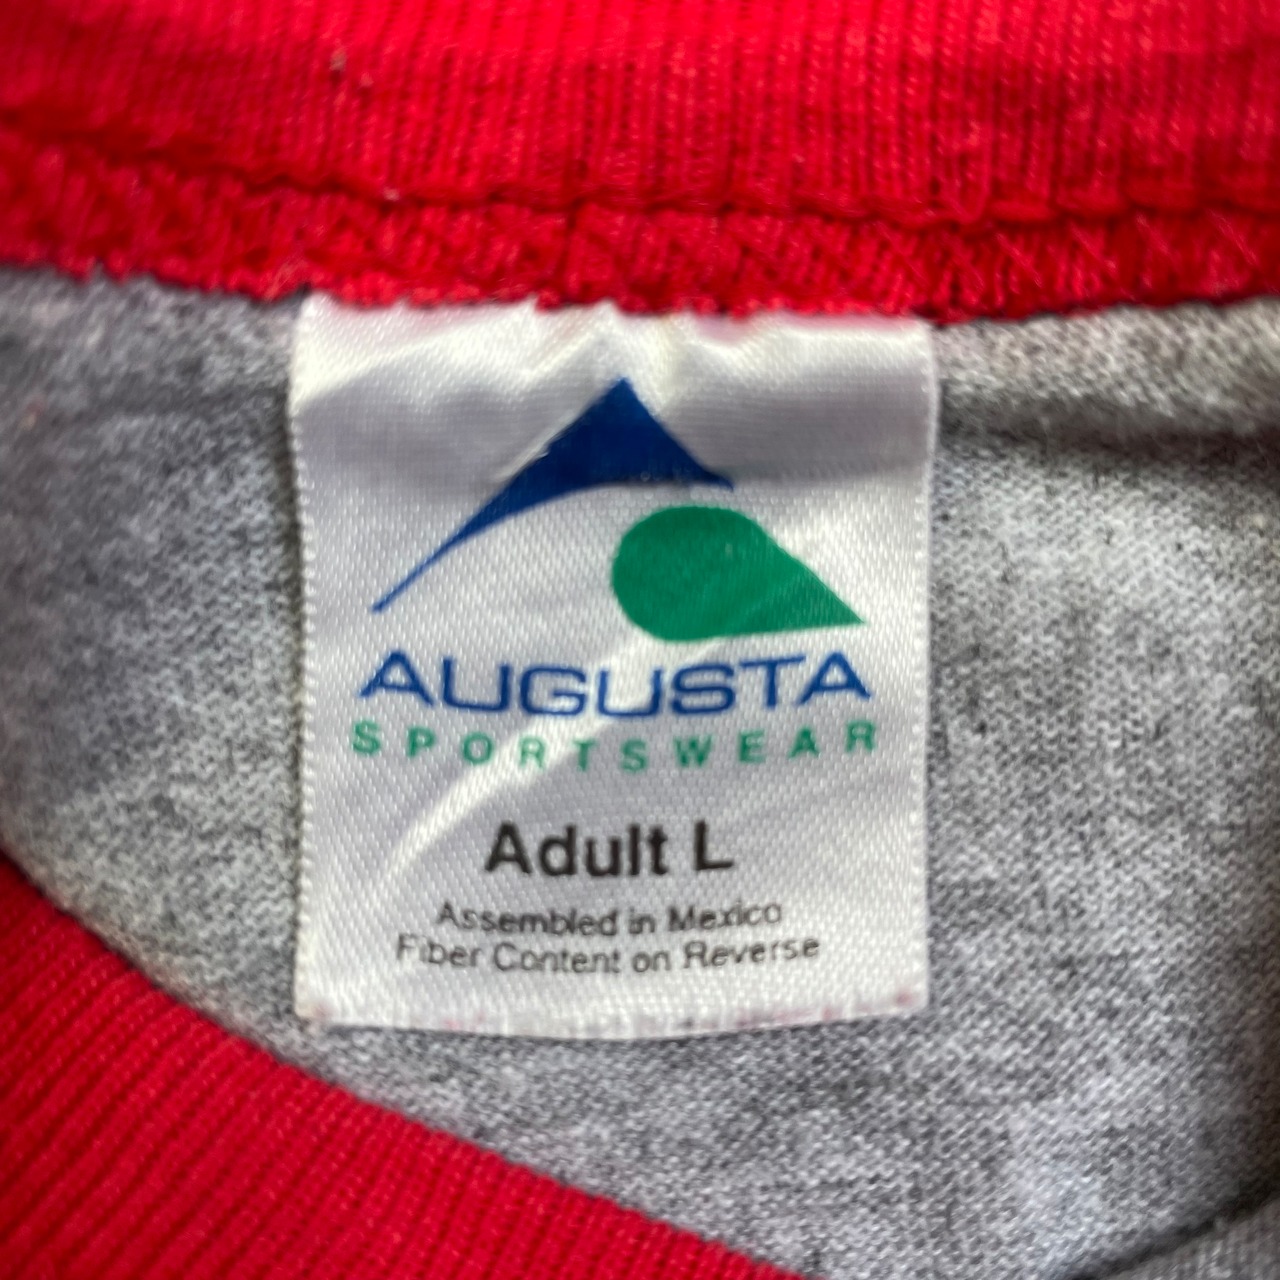 AUGUSTA
SPORTSWEAR
Adult L
Assembled in Mexico
Fiber Content on Reverse